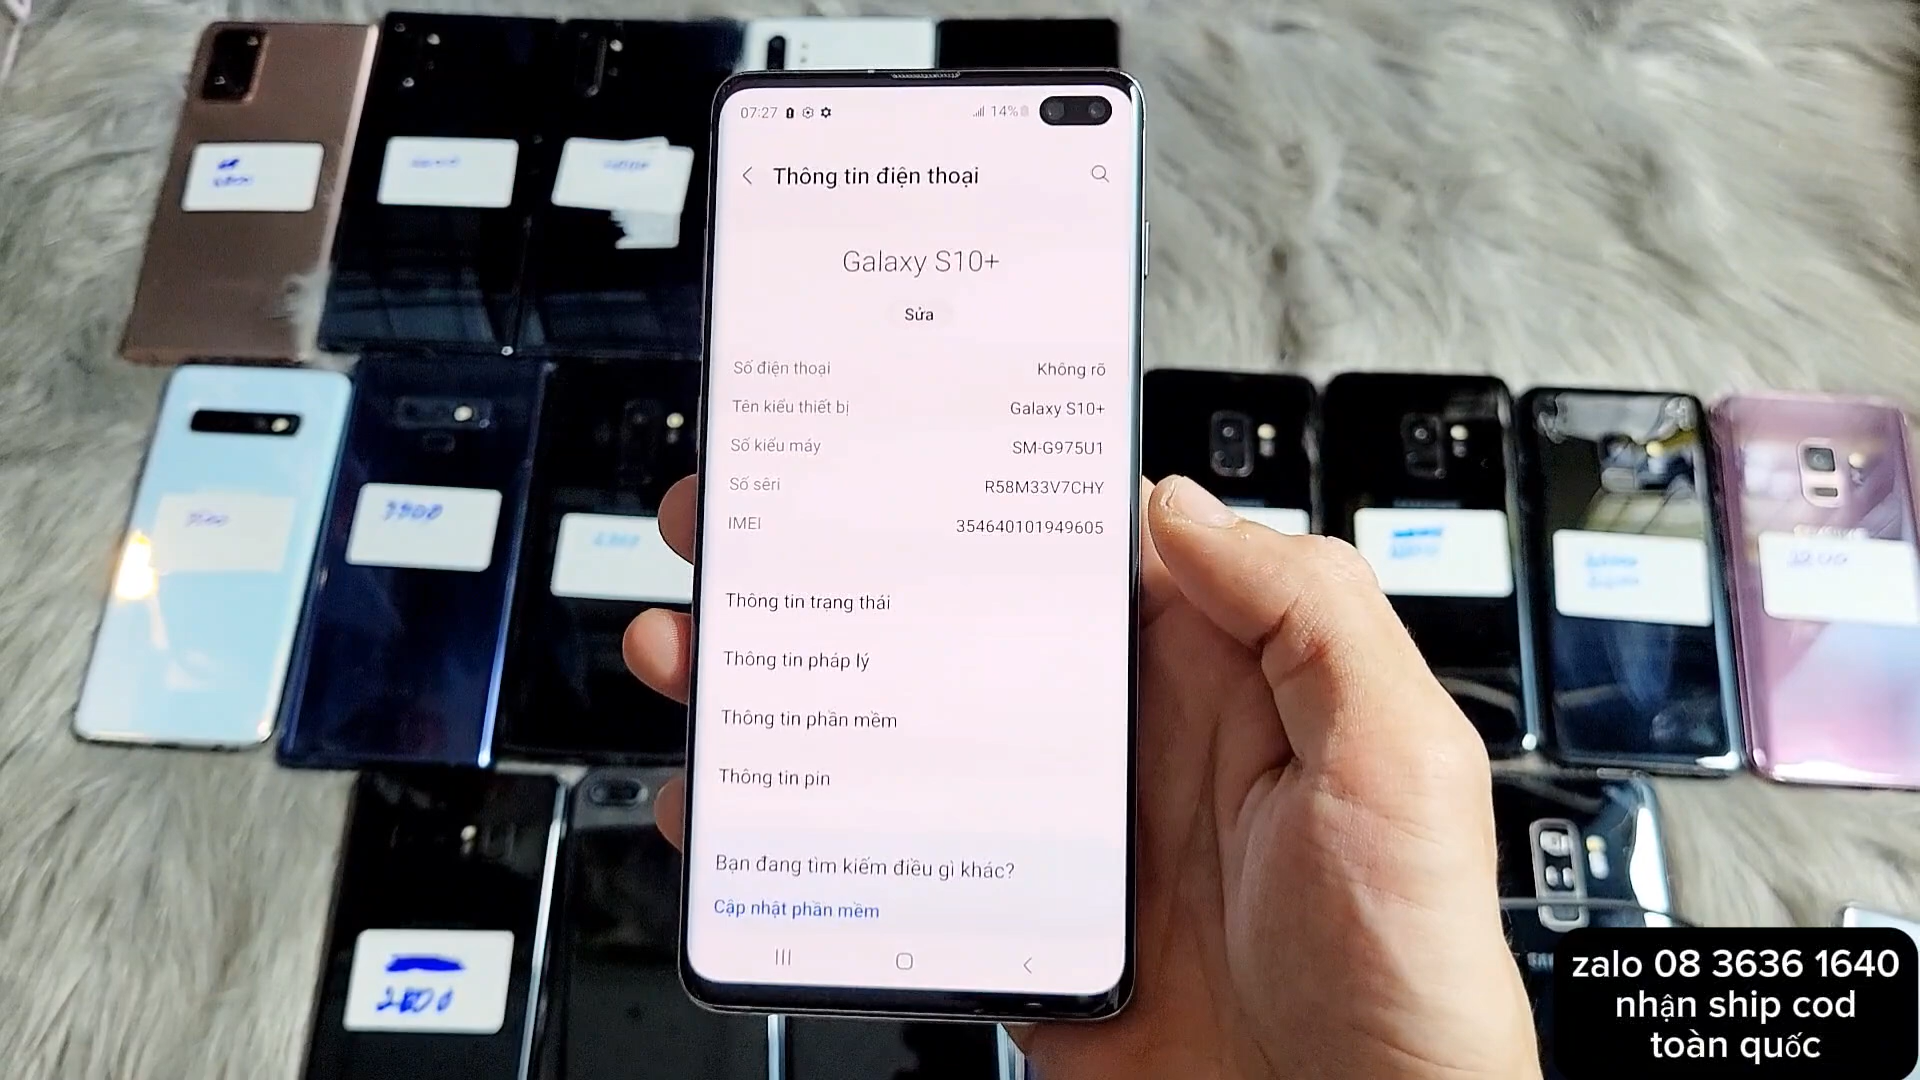 07:27
14%
Thông tin điện thoại
Galaxy S10+
Sửa
Số điện thoại Không rõ
Tên kiểu thiết bị Galaxy S10+
Số kiểu máy SM-G975U1
Số sêri R58M33V7CHY
IMEI 354640101949605
Thông tin trạng thái
Thông tin pháp lý
Thông tin phần mềm
Thông tin pin
Bạn đang tìm kiếm điều gì khác?
Cập nhật phần mềm
3900
3200
2800
zalo 08 3636 1640
nhận ship cod
toàn quốc